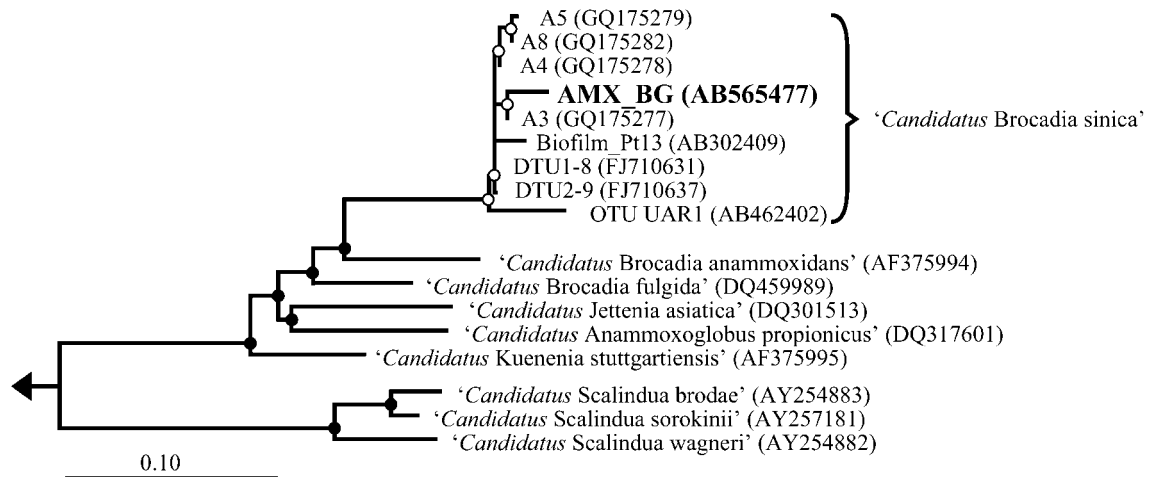 A5 (GQ175279)
A8 (GQ175282)
A4 (GQ175278)
AMX_BG (AB565477)
A3 (GQ175277)
‘Candidatus Brocadia sinica’
Biofilm_Pt13 (AB302409)
DTU1-8 (FJ710631)
DTU2-9 (FJ710637)
OTU UAR1 (AB462402)
‘Candidatus Brocadia anammoxidans’ (AF375994)
‘Candidatus Brocadia fulgida’ (DQ459989)
‘Candidatus Jettenia asiatica’ (DQ301513)
‘Candidatus Anammoxoglobus propionicus’ (DQ317601)
‘Candidatus Kuenenia stuttgartiensis’ (AF375995)
‘Candidatus Scalindua brodae’ (AY254883)
‘Candidatus Scalindua sorokinii’ (AY257181)
‘Candidatus Scalindua wagneri’ (AY254882)
0.10